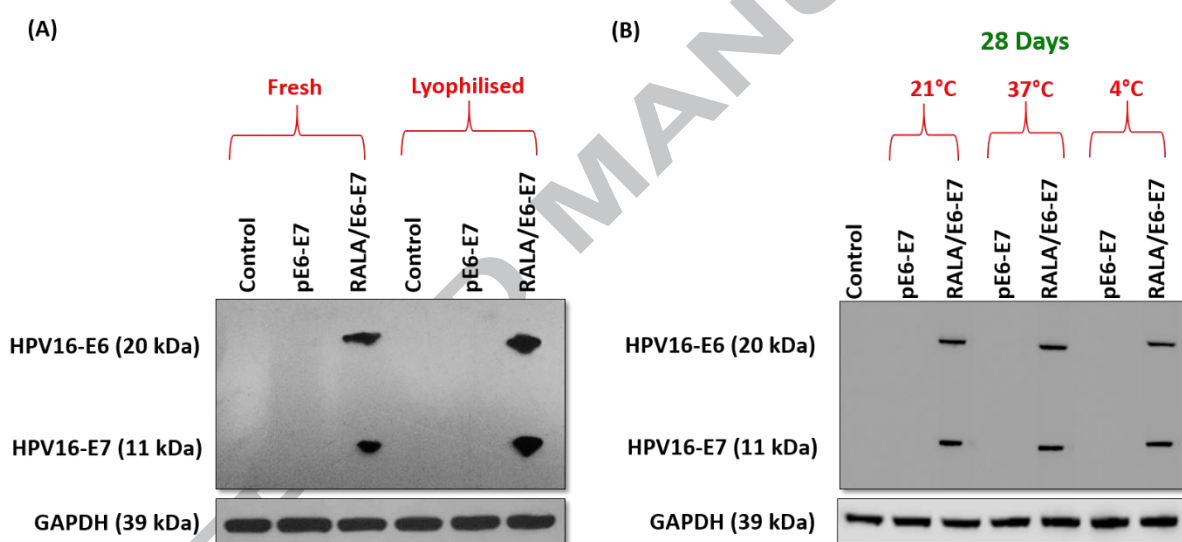 (A)
Fresh Lyophilised
Control pE6-E7 RALA/E6-E7 Control pE6-E7 RALA/E6-E7
HPV16-E6 (20 kDa)
HPV16-E7 (11 kDa)
GAPDH (39 kDa)
(B)
28 Days
21°C 37°C 4°C
Control pE6-E7 RALA/E6-E7 pE6-E7 RALA/E6-E7 pE6-E7 RALA/E6-E7
HPV16-E6 (20 kDa)
HPV16-E7 (11 kDa)
GAPDH (39 kDa)